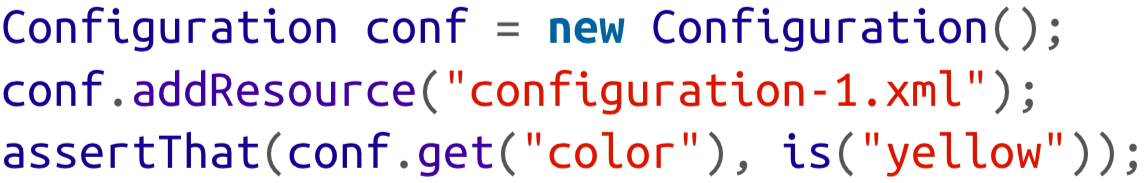 Configuration conf = new Configuration();
conf.addResource("configuration-1.xml");
assertThat(conf.get("color"), is("yellow"));